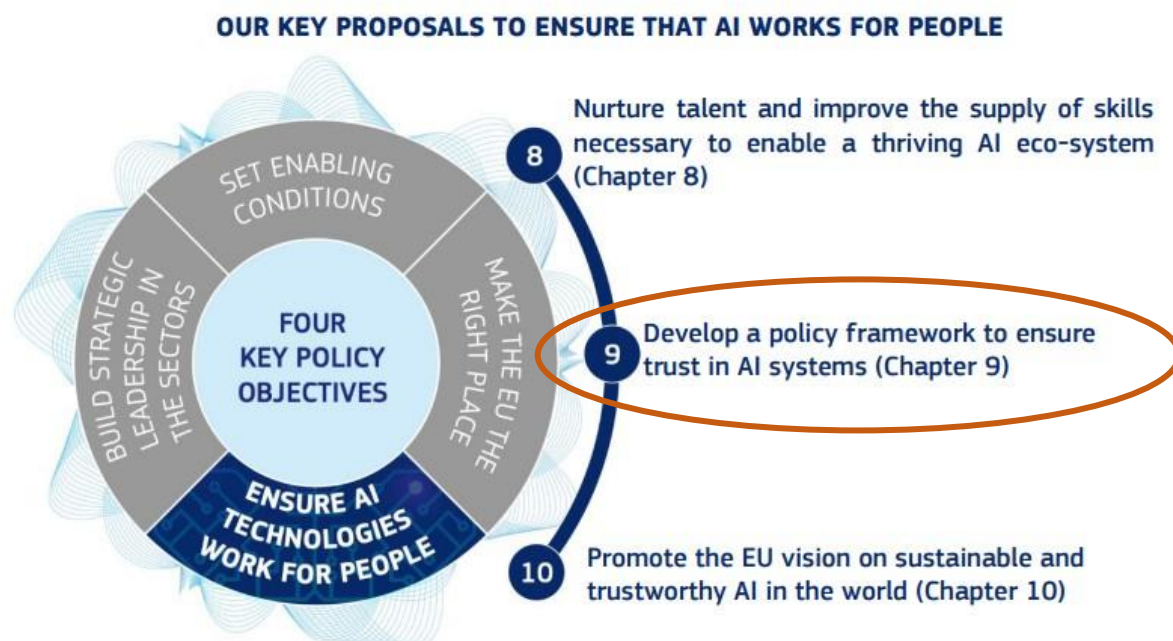 OUR KEY PROPOSALS TO ENSURE THAT AI WORKS FOR PEOPLE
SET ENABLING
CONDITIONS
BUILD STRATEGIC
LEADERSHIP IN
THE SECTORS
MAKE THE EU THE
RIGHT PLACE
FOUR
KEY POLICY
OBJECTIVES
ENSURE AI
TECHNOLOGIES
WORK FOR PEOPLE
8
Nurture talent and improve the supply of skills
necessary to enable a thriving AI eco-system
(Chapter 8)
9
Develop a policy framework to ensure
trust in AI systems (Chapter 9)
10
Promote the EU vision on sustainable and
trustworthy AI in the world (Chapter 10)